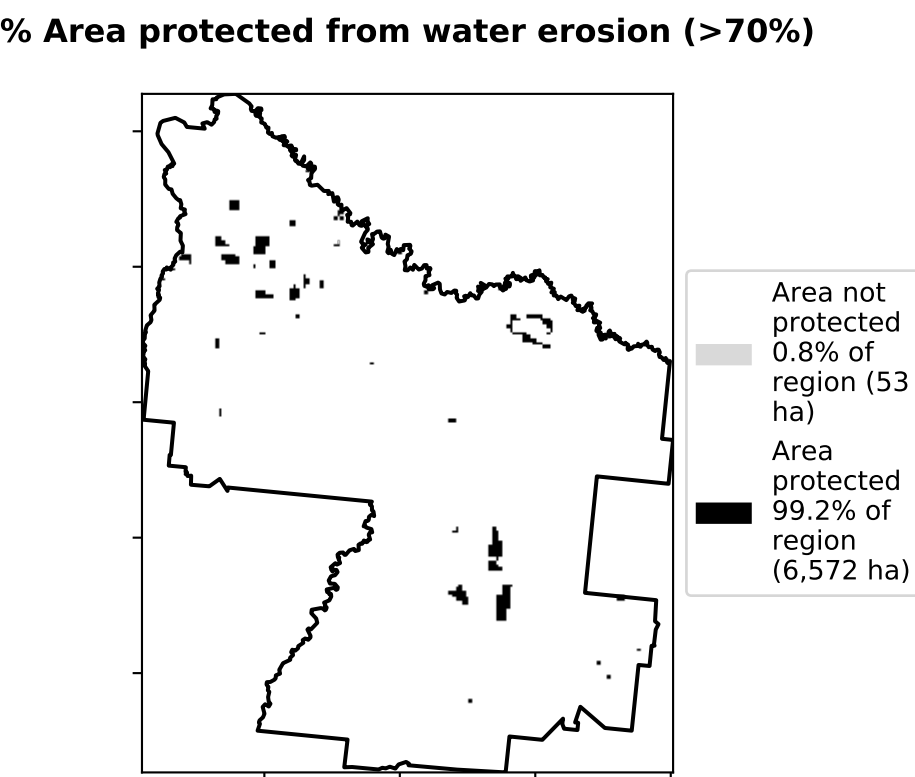 % Area protected from water erosion (>70%)
Area not
protected
0.8% of
region (53
ha)
Area
protected
99.2% of
region
(6,572 ha)